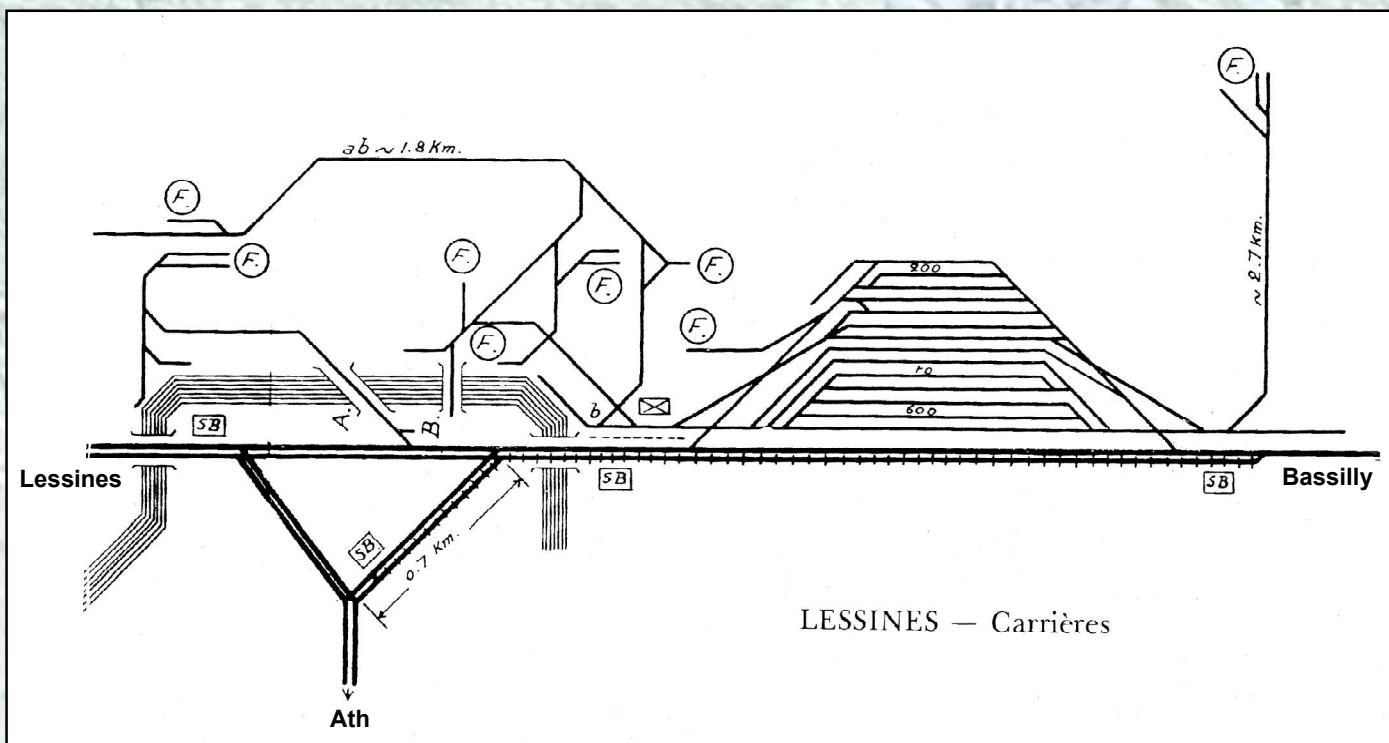 F.
ab ~ 1.8 Km.
F.
F.
F.
F.
F.
~ 2.7 Km.
200
F.
F.
A.
B
b
10
600
SB
Lessines
SB
SB
Bassilly
SB
0.7 Km.
LESSINES — Carrières
Ath